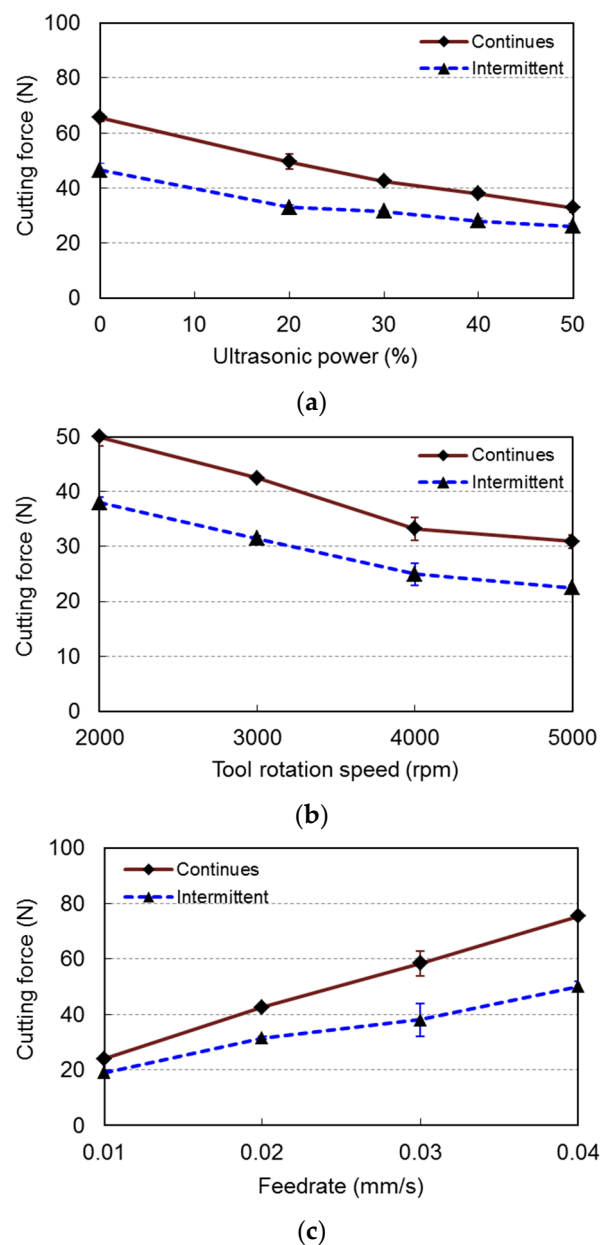 100
80
60
40
20
0
Cutting force (N)
Continues
Intermittent
0 10 20 30 40 50
Ultrasonic power (%)
(a)
50
40
30
20
10
0
Cutting force (N)
Continues
Intermittent
2000 3000 4000 5000
Tool rotation speed (rpm)
(b)
100
80
60
40
20
0
Cutting force (N)
Continues
Intermittent
0.01 0.02 0.03 0.04
Feedrate (mm/s)
(c)